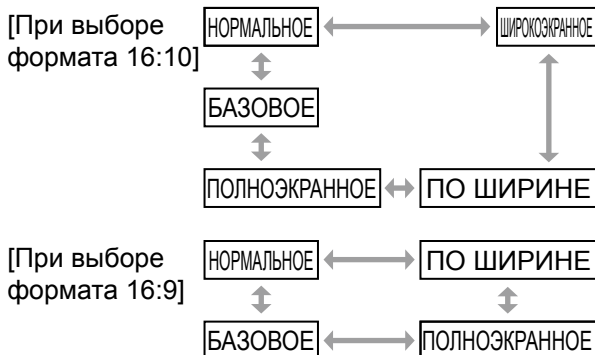 [При выборе
формата 16:10]
НОРМАЛЬНОЕ ШИРОКОЭКРАННОЕ
БАЗОВОЕ
ПОЛНОЭКРАННОЕ ПО ШИРИНЕ
[При выборе
формата 16:9]
НОРМАЛЬНОЕ ПО ШИРИНЕ
БАЗОВОЕ ПОЛНОЭКРАННОЕ